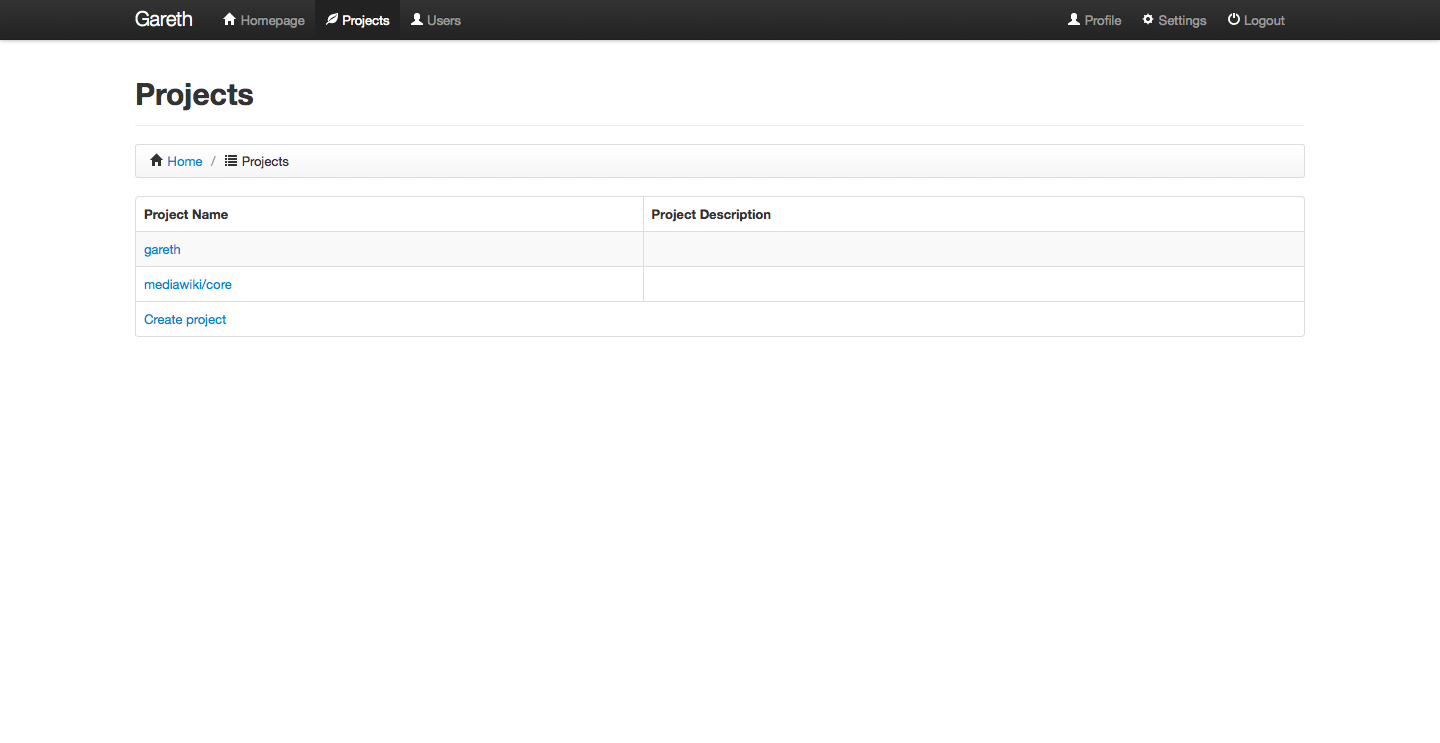 Gareth Homepage Projects Users Profile Settings Logout
Projects
Home / Projects
Project Name Project Description
gareth
mediawiki/core
Create project